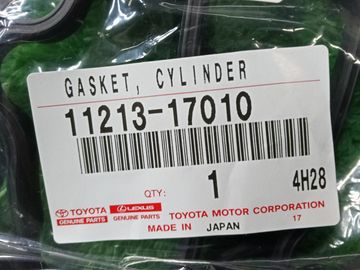 GASKET, CYLINDER
11213-17010
QTY: 1 4H28
TOYOTA LEXUS TOYOTA MOTOR CORPORATION
GENUINE PARTS GENUINE PARTS 17
MADE IN JAPAN